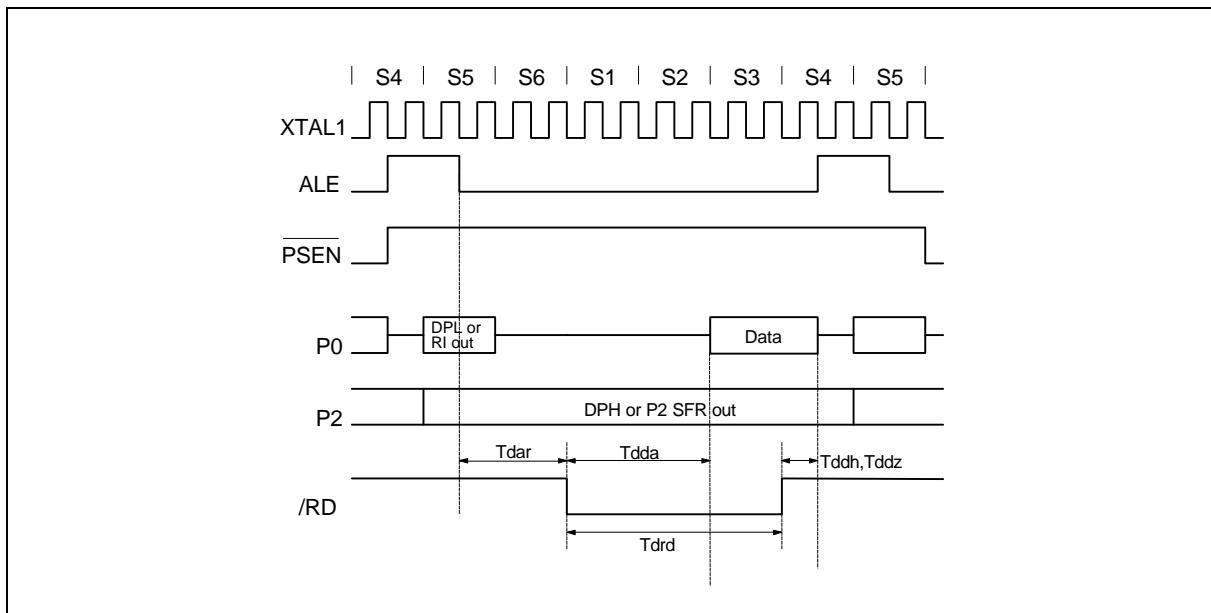 S4 S5 S6 S1 S2 S3 S4 S5
XTAL1
ALE
PSEN
P0
DPL or
RI out
Data
P2
DPH or P2 SFR out
Tdar
Tdda
Tddh,Tddz
/RD
Tdrd